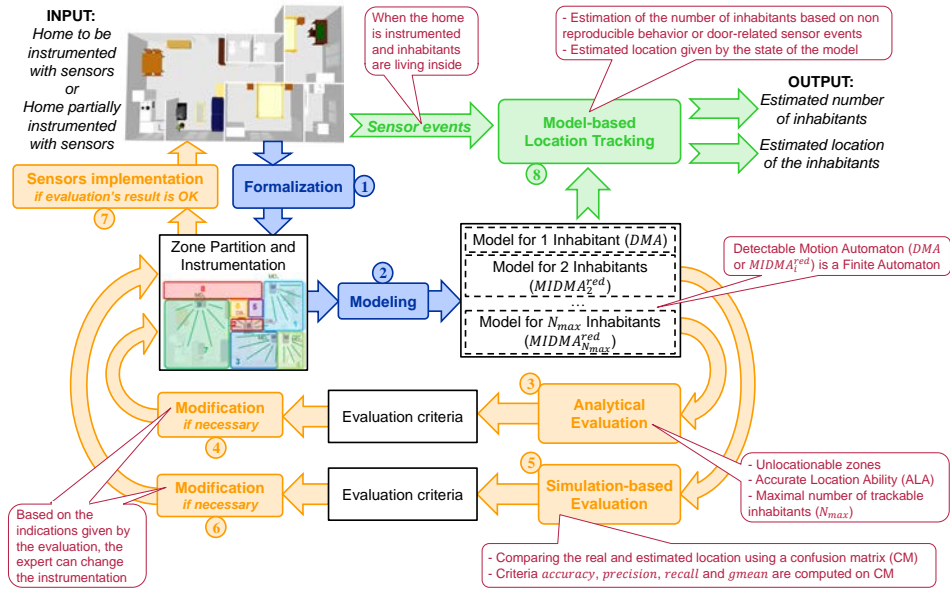 INPUT:
Home to be
instrumented
with sensors
or
Home partially
instrumented
with sensors
When the home
is instrumented
and inhabitants
are living inside
- Estimation of the number of inhabitants based on non
reproducible behavior or door-related sensor events
- Estimated location given by the state of the model
Sensor events
Model-based
Location Tracking
8
OUTPUT:
Estimated number
of inhabitants
Estimated location
of the inhabitants
Sensors implementation
if evaluation's result is OK
7
Formalization
1
Zone Partition and
Instrumentation
2
Modeling
Model for 1 Inhabitant (DMA)
Model for 2 Inhabitants
(MIDMA₂ʳᵉᵈ)
...
Model for N_max Inhabitants
(MIDMA_{N_max}^{red})
Detectable Motion Automaton (DMA
or MIDMAᵢʳᵉᵈ) is a Finite Automaton
Modification
if necessary
4
Evaluation criteria
3
Analytical
Evaluation
- Unlocationable zones
- Accurate Location Ability (ALA)
- Maximal number of trackable
inhabitants (N_max)
Modification
if necessary
6
Evaluation criteria
5
Simulation-based
Evaluation
Based on the
indications given by
the evaluation, the
expert can change
the instrumentation
- Comparing the real and estimated location using a confusion matrix (CM)
- Criteria accuracy, precision, recall and gmean are computed on CM